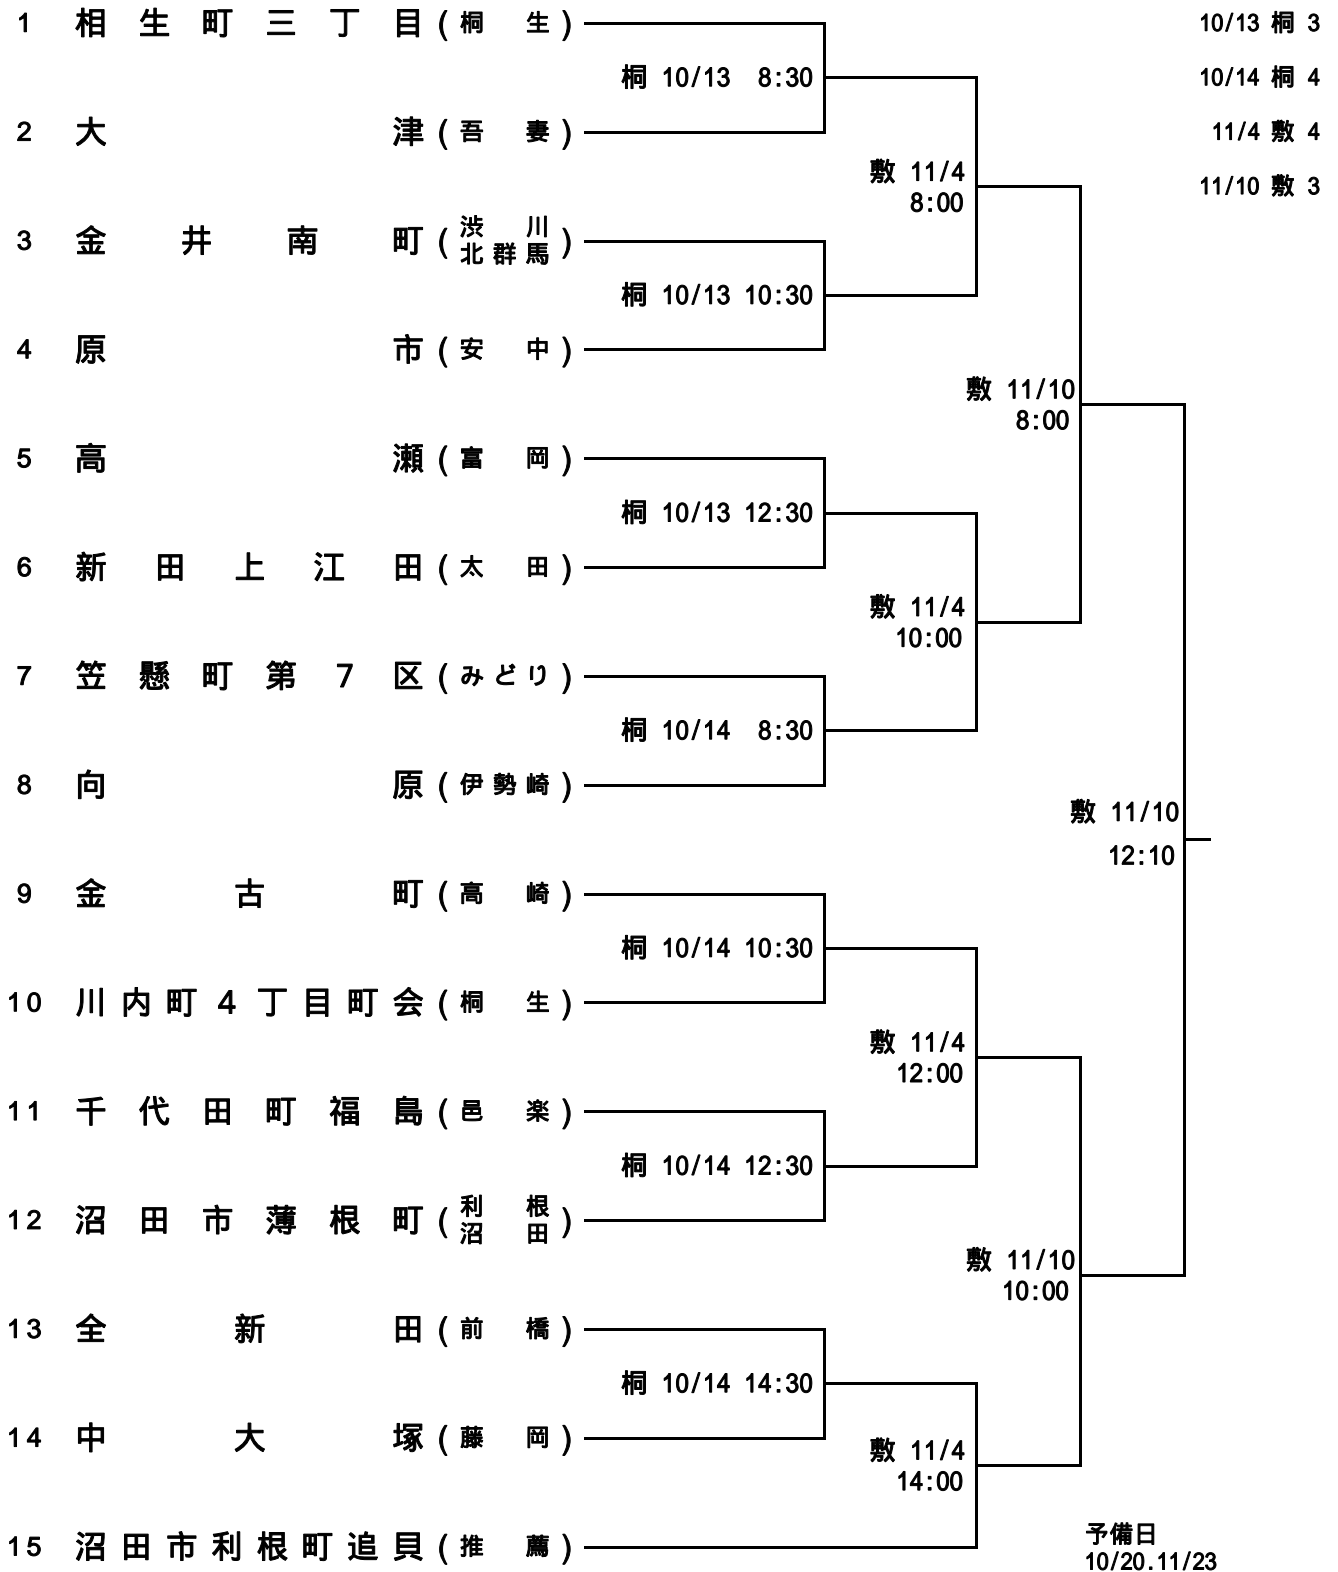 1 相生町三丁目(桐生)
10/13 桐 3
桐 10/13 8:30
10/14 桐 4
2 大津(吾妻)
11/4 敷 4
敷 11/4
8:00
11/10 敷 3
3 金井南町(渋川北群馬)
桐 10/13 10:30
4 原市(安中)
敷 11/10
8:00
5 高瀬(富岡)
桐 10/13 12:30
6 新田上江田(太田)
敷 11/4
10:00
7 笠懸町第7区(みどり)
桐 10/14 8:30
8 向原(伊勢崎)
敷 11/10
12:10
9 金古町(高崎)
桐 10/14 10:30
10 川内町4丁目町会(桐生)
敷 11/4
12:00
11 千代田町福島(邑楽)
桐 10/14 12:30
12 沼田市薄根町(利根沼田)
敷 11/10
10:00
13 全新田(前橋)
桐 10/14 14:30
14 中大塚(藤岡)
敷 11/4
14:00
15 沼田市利根町追貝(推薦)
予備日
10/20.11/23